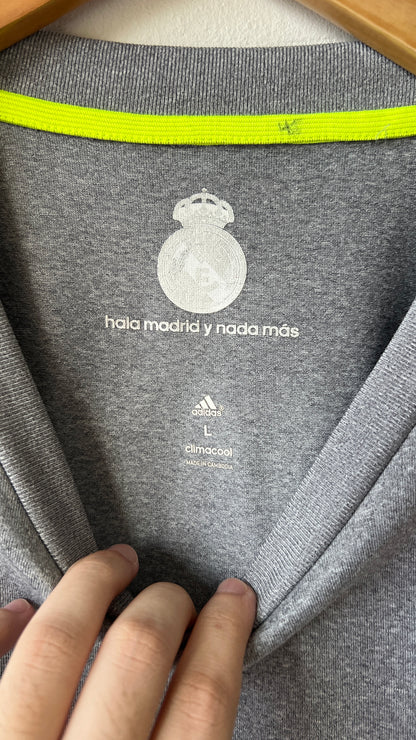 hala madrid y nada más
adidas®
L
climacool
MADE IN CAMBODIA